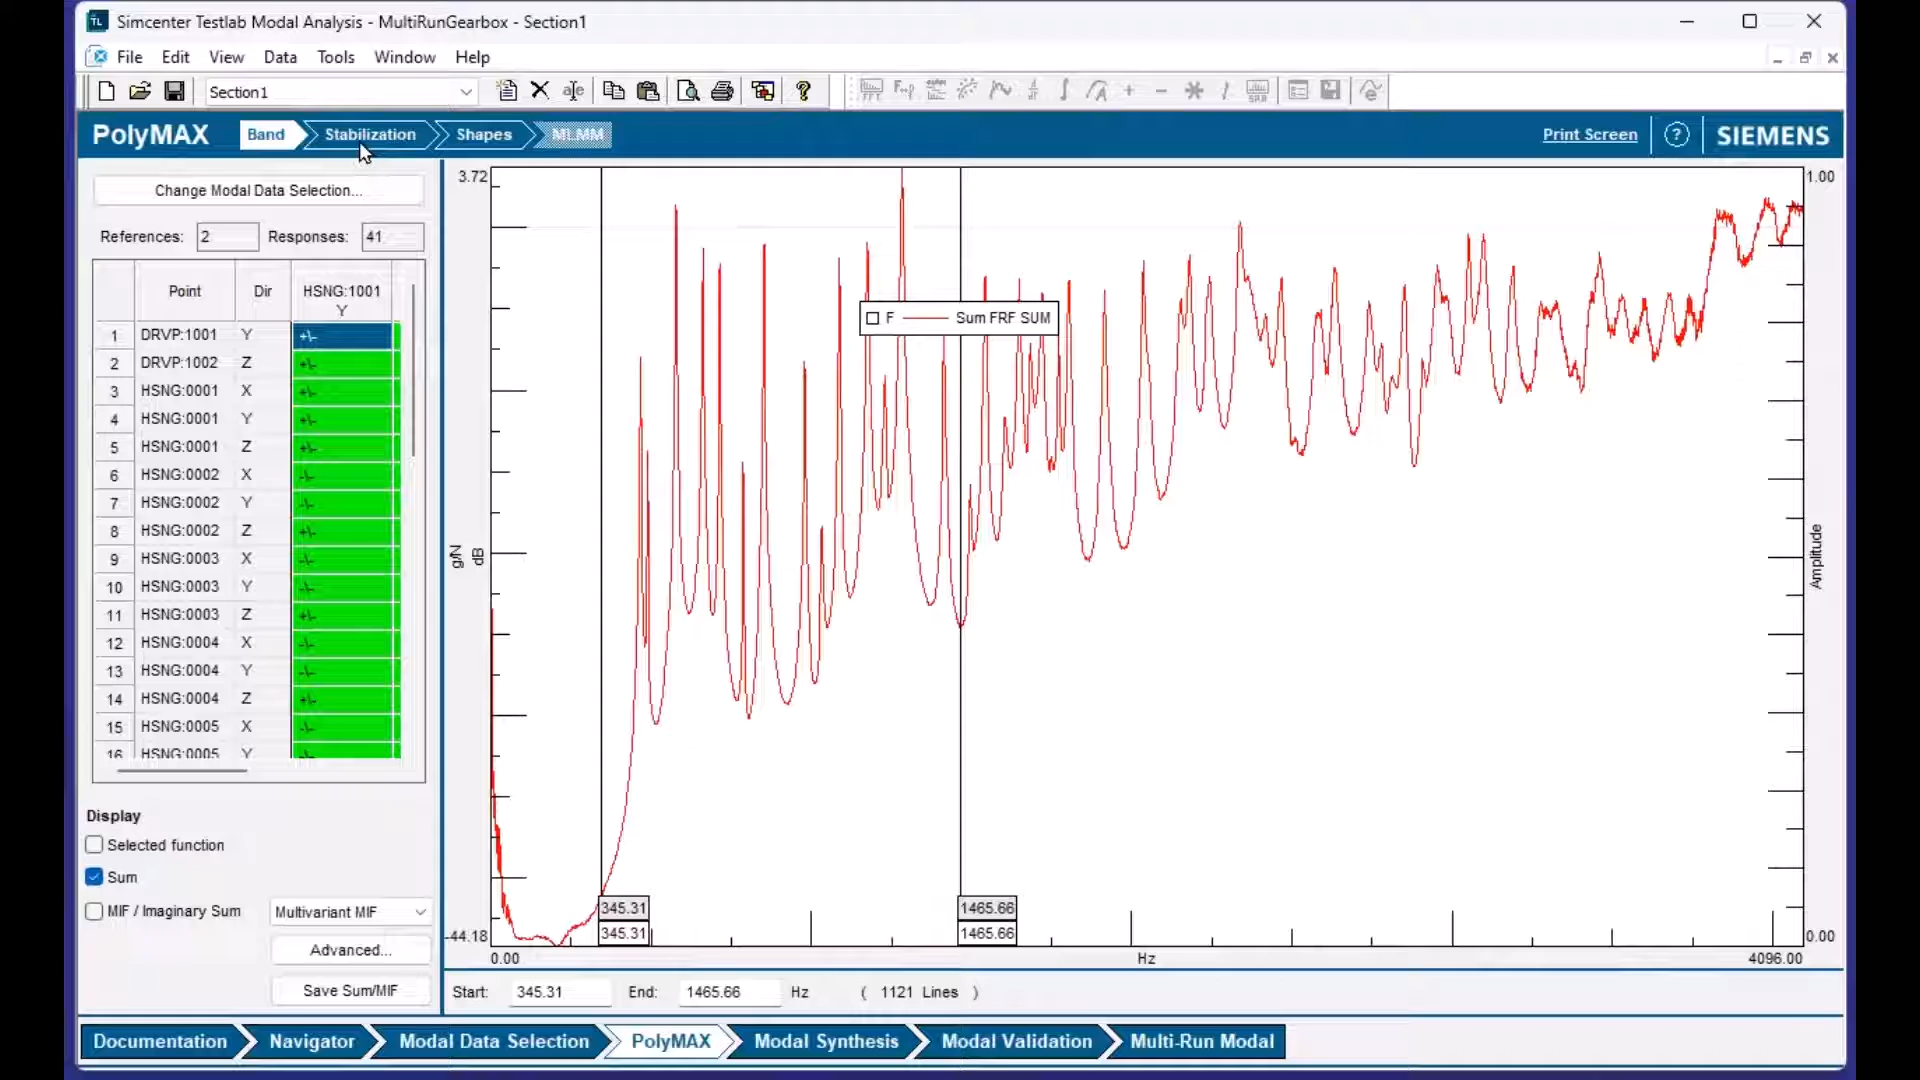 Simcenter Testlab Modal Analysis - MultiRunGearbox - Section1
File Edit View Data Tools Window Help
Section1
PolyMAX Band Stabilization Shapes MLMM Print Screen SIEMENS
Change Modal Data Selection...
References: 2 Responses: 41
Point Dir HSNG:1001 Y
1 DRVP:1001 Y
2 DRVP:1002 Z
3 HSNG:0001 X
4 HSNG:0001 Y
5 HSNG:0001 Z
6 HSNG:0002 X
7 HSNG:0002 Y
8 HSNG:0002 Z
9 HSNG:0003 X
10 HSNG:0003 Y
11 HSNG:0003 Z
12 HSNG:0004 X
13 HSNG:0004 Y
14 HSNG:0004 Z
15 HSNG:0005 X
16 HSNG:0005 Y
Display
Selected function
Sum
MIF / Imaginary Sum Multivariant MIF
Advanced...
Save Sum/MIF
3.72 1.00
F Sum FRF SUM
g/N
dB
Amplitude
345.31 1465.66
345.31 1465.66
-44.18 0.00
0.00 Hz 4096.00
Start: 345.31 End: 1465.66 Hz ( 1121 Lines )
Documentation Navigator Modal Data Selection PolyMAX Modal Synthesis Modal Validation Multi-Run Modal